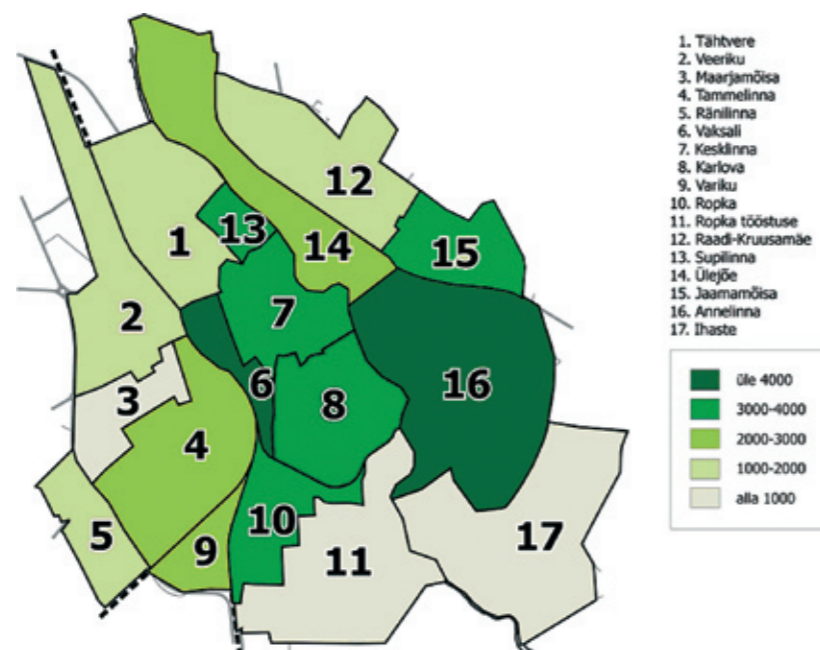 1. Tähtvere
2. Veeriku
3. Maarjamõisa
4. Tammelinna
5. Ränilinna
6. Vaksali
7. Kesklinna
8. Karlova
9. Variku
10. Ropka
11. Ropka tööstuse
12. Raadi-Kruusamäe
13. Supilinna
14. Ülejõe
15. Jaamamõisa
16. Annelinna
17. Ihaste
üle 4000
3000-4000
2000-3000
1000-2000
alla 1000
12
13
1
14
15
7
2
6
16
3
8
4
10
5
9
11
17